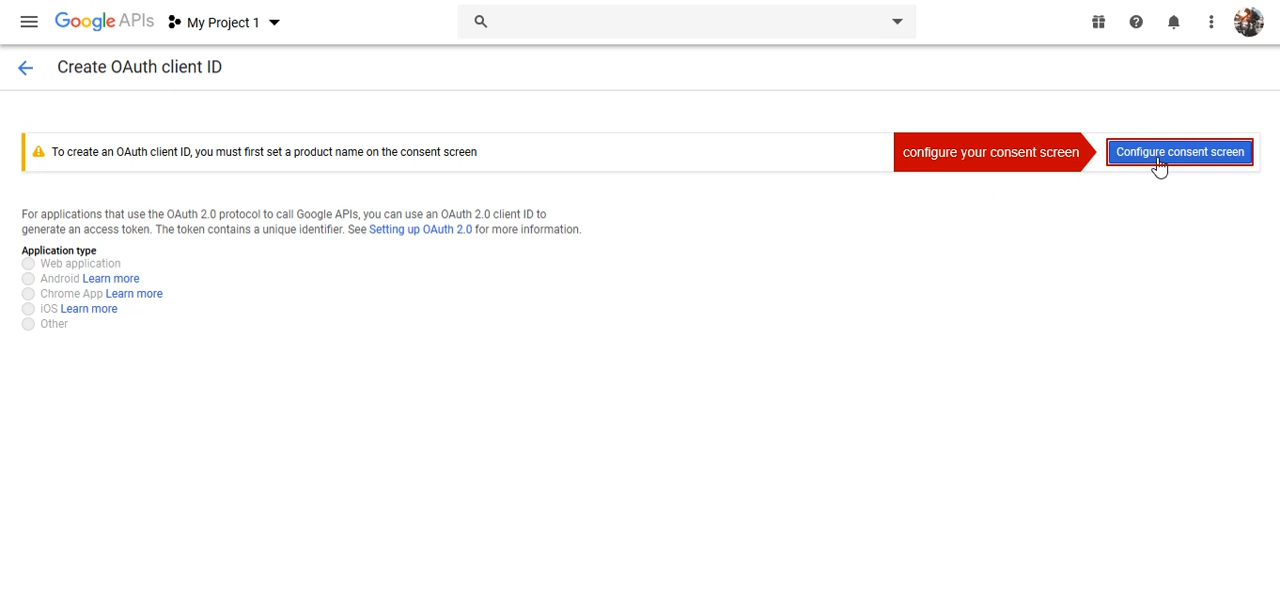 Google APIs My Project 1
Create OAuth client ID
To create an OAuth client ID, you must first set a product name on the consent screen
configure your consent screen
Configure consent screen
For applications that use the OAuth 2.0 protocol to call Google APIs, you can use an OAuth 2.0 client ID to
generate an access token. The token contains a unique identifier. See Setting up OAuth 2.0 for more information.
Application type
Web application
Android Learn more
Chrome App Learn more
iOS Learn more
Other